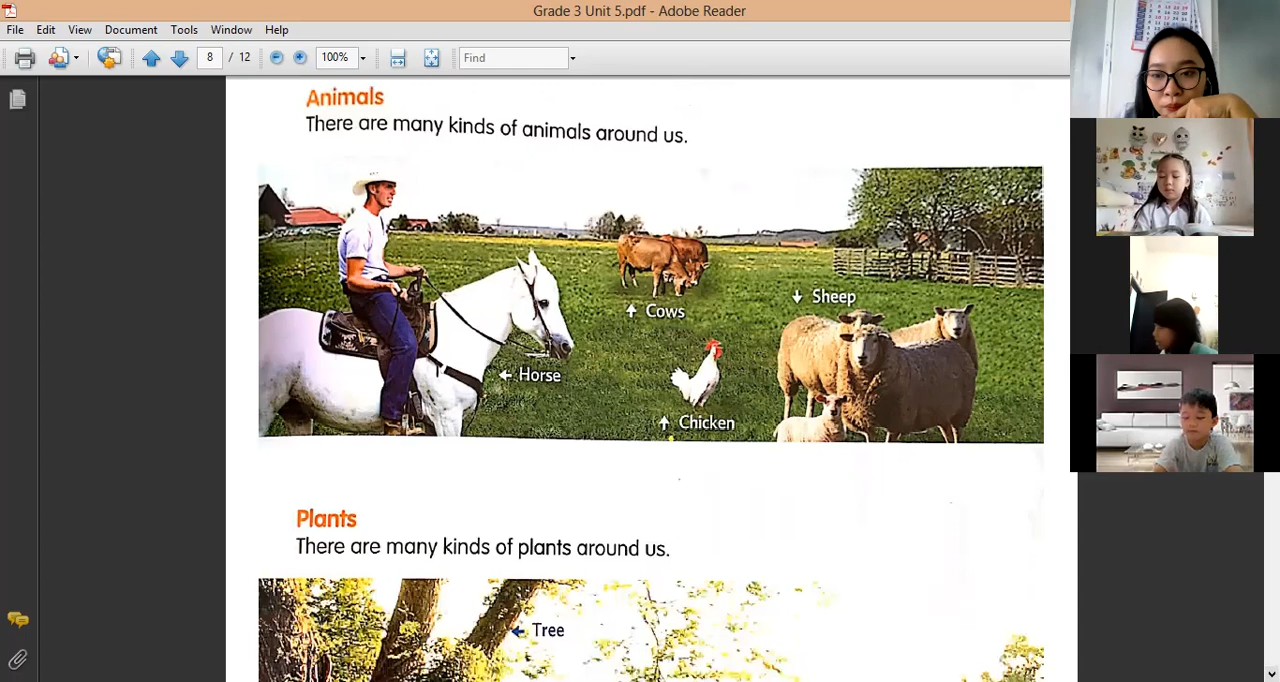 Grade 3 Unit 5.pdf - Adobe Reader
File Edit View Document Tools Window Help
8 / 12 100% Find
Animals
There are many kinds of animals around us.
Cows
Sheep
Horse
Chicken
Plants
There are many kinds of plants around us.
Tree